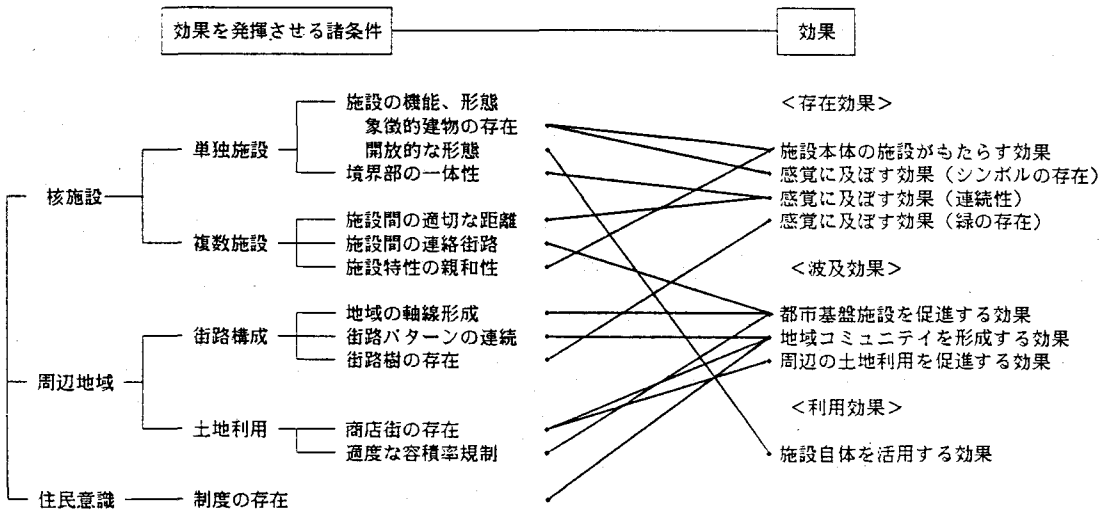 効果を発揮させる諸条件
効果
施設の機能、形態
象徴的建物の存在
開放的な形態
境界部の一体性
単独施設
核施設
複数施設
施設間の適切な距離
施設間の連絡街路
施設特性の親和性
地域の軸線形成
街路構成
街路パターンの連続
街路樹の存在
周辺地域
土地利用
商店街の存在
適度な容積率規制
住民意識
制度の存在
<存在効果>
施設本体の施設がもたらす効果
感覚に及ぼす効果（シンボルの存在）
感覚に及ぼす効果（連続性）
感覚に及ぼす効果（緑の存在）
<波及効果>
都市基盤施設を促進する効果
地域コミュニテイを形成する効果
周辺の土地利用を促進する効果
<利用効果>
施設自体を活用する効果